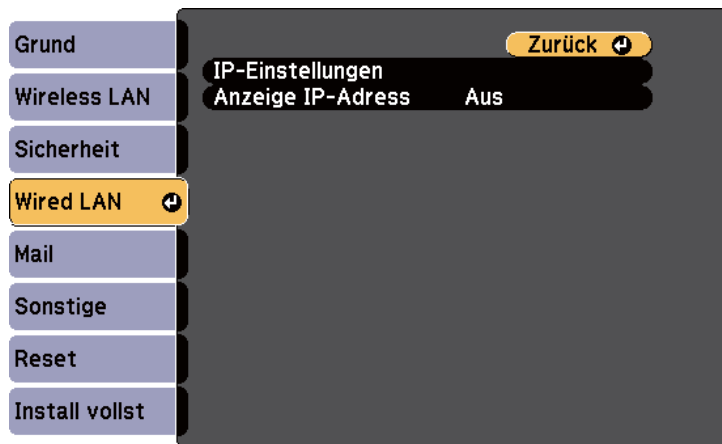 Grund
Wireless LAN
Sicherheit
Wired LAN
Mail
Sonstige
Reset
Install vollst
Zurück
IP-Einstellungen
Anzeige IP-Adress Aus